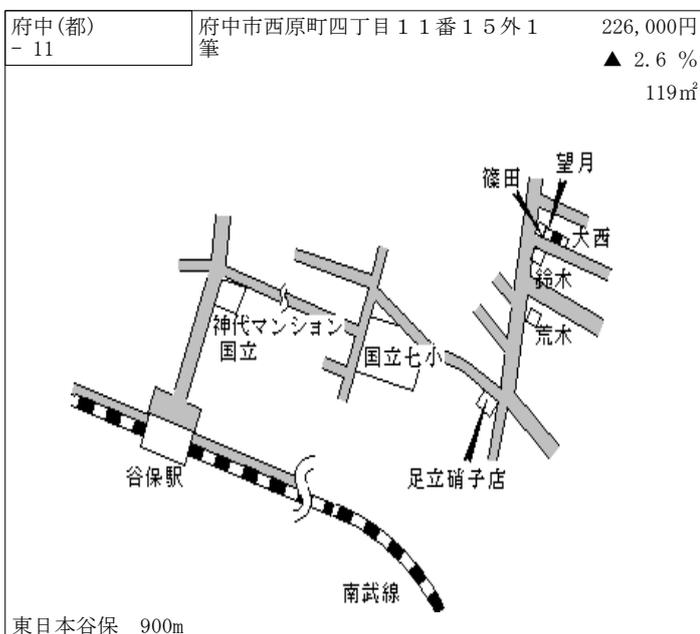 府中(都)
- 11
府中市西原町四丁目１１番１５外１
筆
226,000円
▲ 2.6 %
119㎡
望月
篠田
大西
鈴木
荒木
神代マンション
国立
国立七小
谷保駅
足立硝子店
南武線
東日本谷保　900m